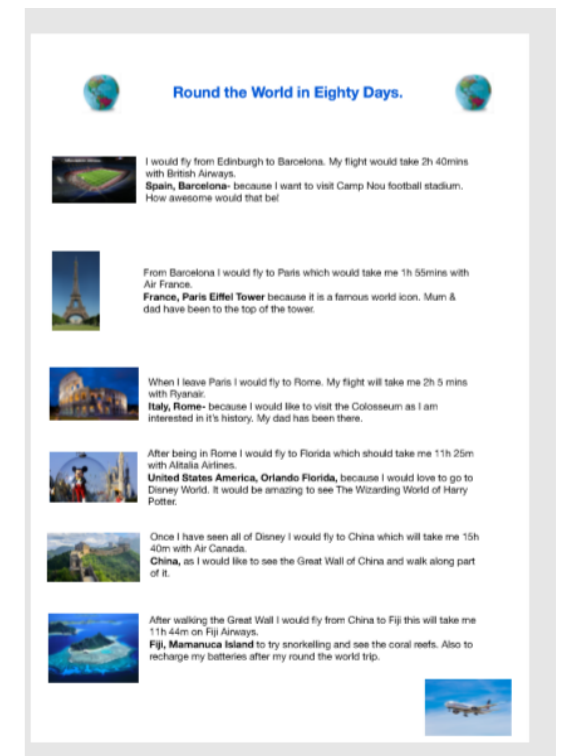 Round the World in Eighty Days.
I would fly from Edinburgh to Barcelona. My flight would take 2h 40mins
with British Airways.
Spain, Barcelona- because I want to visit Camp Nou football stadium.
How awesome would that be!
From Barcelona I would fly to Paris which would take me 1h 55mins with
Air France.
France, Paris Eiffel Tower because it is a famous world icon. Mum &
dad have been to the top of the tower.
When I leave Paris I would fly to Rome. My flight will take me 2h 5 mins
with Ryanair.
Italy, Rome- because I would like to visit the Colosseum as I am
interested in it's history. My dad has been there.
After being in Rome I would fly to Florida which should take me 11h 25m
with Alitalia Airlines.
United States America, Orlando Florida, because I would love to go to
Disney World. It would be amazing to see The Wizarding World of Harry
Potter.
Once I have seen all of Disney I would fly to China which will take me 15h
40m with Air Canada.
China, as I would like to see the Great Wall of China and walk along part
of it.
After walking the Great Wall I would fly from China to Fiji this will take me
11h 44m on Fiji Airways.
Fiji, Mamanuca Island to try snorkelling and see the coral reefs. Also to
recharge my batteries after my round the world trip.